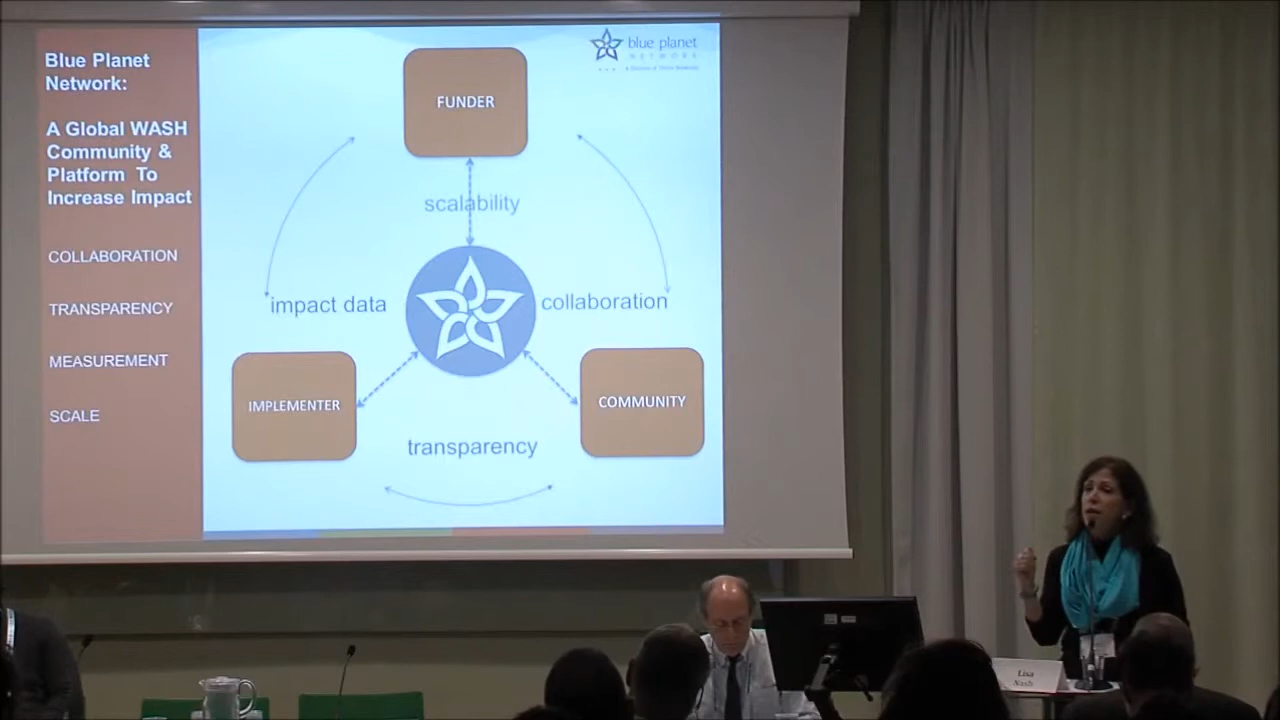 Blue Planet
Network:
A Global WASH
Community &
Platform To
Increase Impact
COLLABORATION
TRANSPARENCY
MEASUREMENT
SCALE
blue planet
NETWORK
FUNDER
scalability
impact data
collaboration
IMPLEMENTER
COMMUNITY
transparency
Lisa
Nash